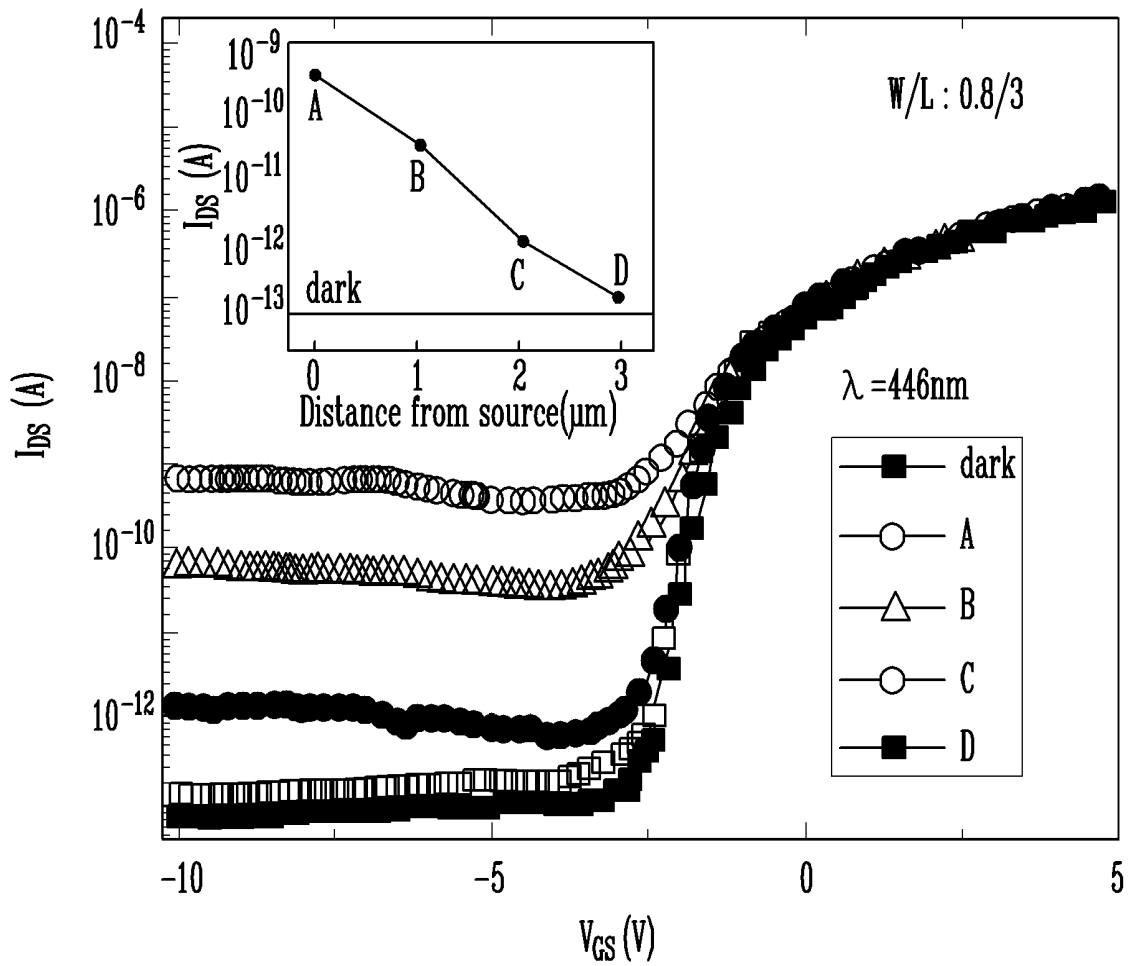 10⁻⁴
10⁻⁶
10⁻⁸
10⁻¹⁰
10⁻¹²
I_DS (A)
10⁻⁹
10⁻¹⁰
10⁻¹¹
10⁻¹²
10⁻¹³
I_DS (A)
A
B
C
D
dark
0 1 2 3
Distance from source(μm)
W/L : 0.8/3
λ =446nm
dark
A
B
C
D
-10 -5 0 5
V_GS (V)